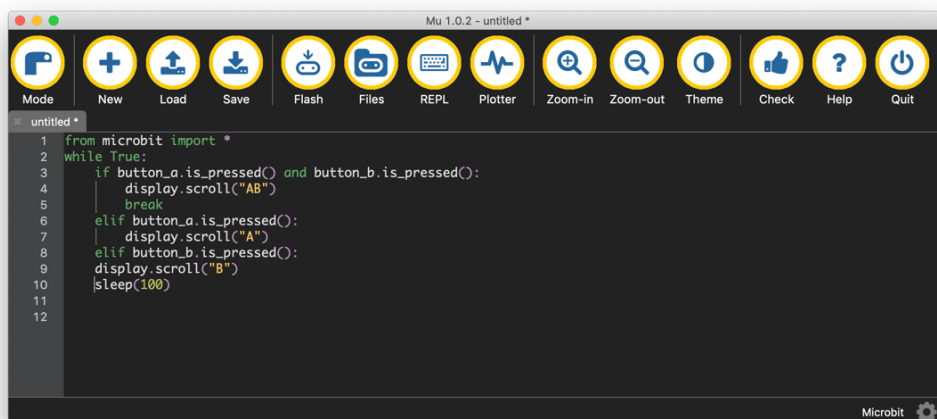 Mu 1.0.2 - untitled *
Mode New Load Save Flash Files REPL Plotter Zoom-in Zoom-out Theme Check Help Quit
untitled *
1 from microbit import *
2 while True:
3     if button_a.is_pressed() and button_b.is_pressed():
4         display.scroll("AB")
5         break
6     elif button_a.is_pressed():
7         display.scroll("A")
8     elif button_b.is_pressed():
9     display.scroll("B")
10     sleep(100)
11
12
Microbit